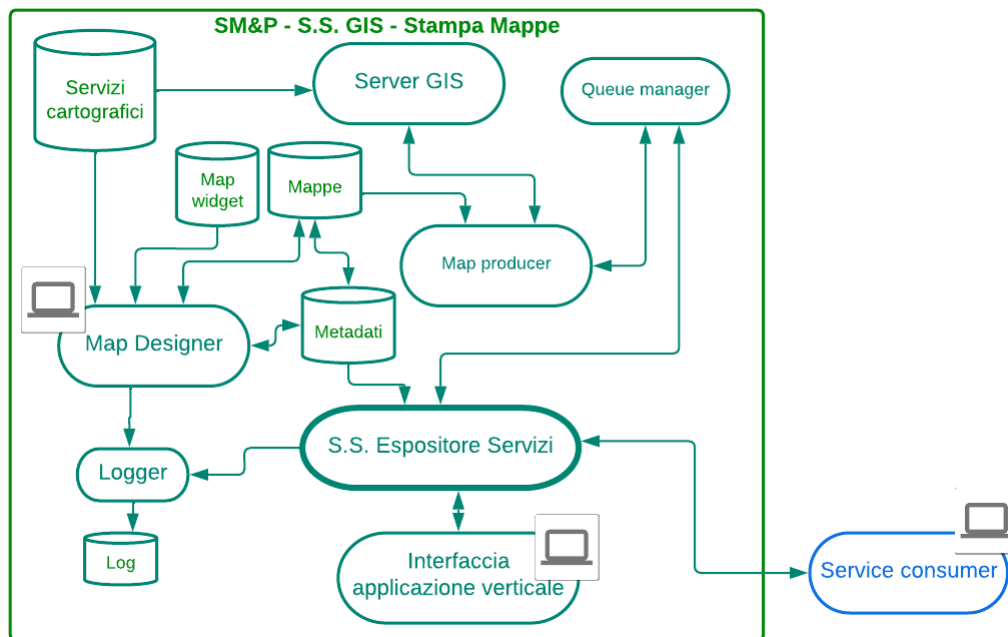 SM&P - S.S. GIS - Stampa Mappe
Servizi
cartografici
Server GIS
Queue manager
Map
widget
Mappe
Map producer
Map Designer
Metadati
S.S. Espositore Servizi
Logger
Log
Interfaccia
applicazione verticale
Service consumer